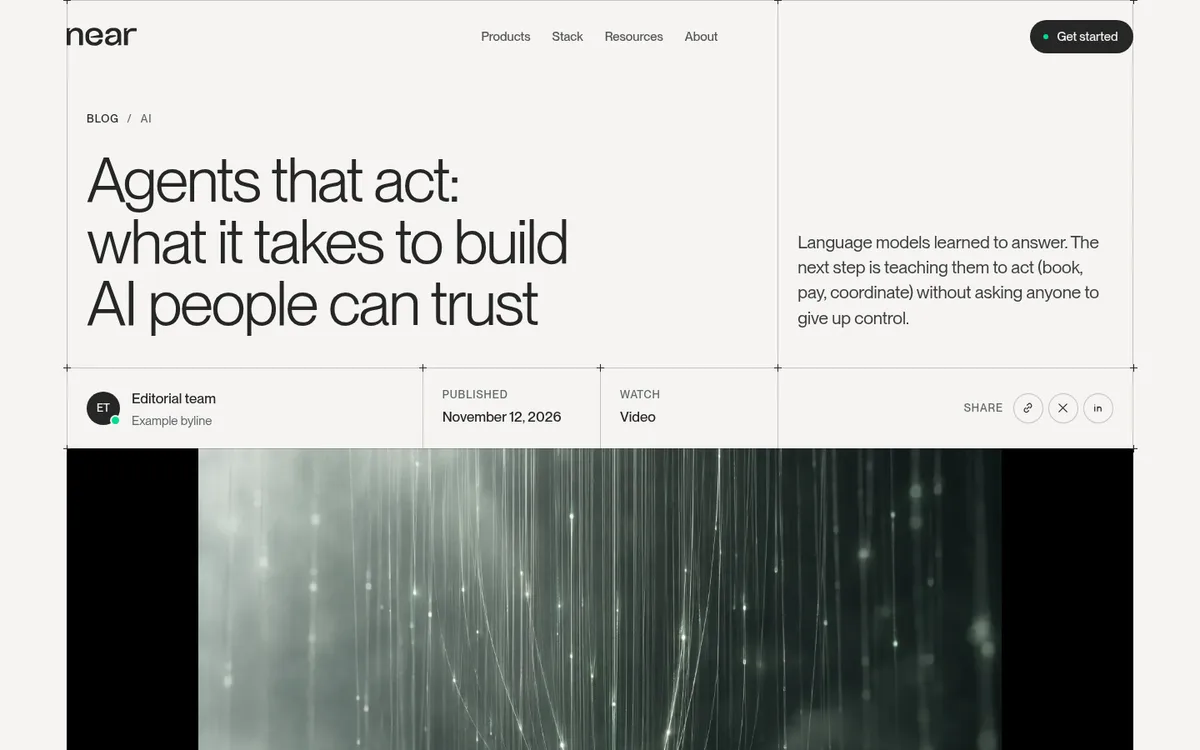 near
Products
Stack
Resources
About
Get started
BLOG / AI
Agents that act:
what it takes to build
AI people can trust
Language models learned to answer. The
next step is teaching them to act (book,
pay, coordinate) without asking anyone to
give up control.
ET
Editorial team
Example byline
PUBLISHED
November 12, 2026
WATCH
Video
SHARE
in